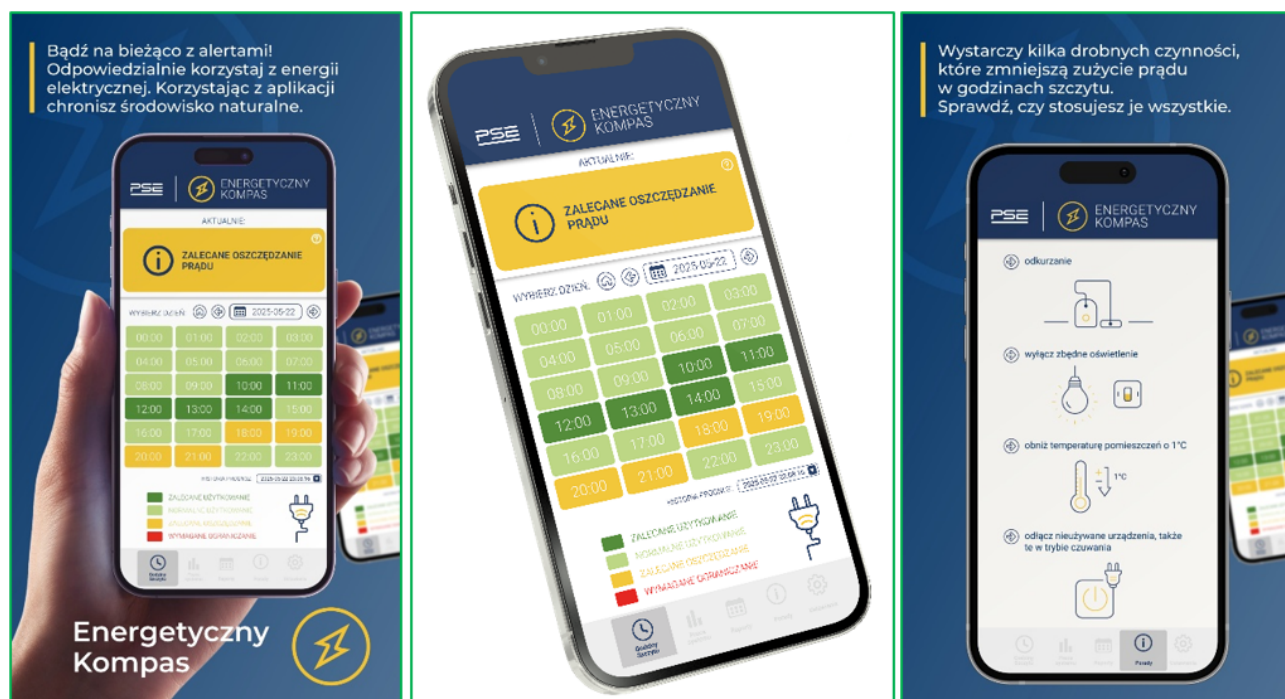 Bądź na bieżąco z alertami!
Odpowiedzialnie korzystaj z energii
elektrycznej. Korzystając z aplikacji
chronisz środowisko naturalne.
PSE
ENERGETYCZNY
KOMPAS
AKTUALNIE:
ZALECANE OSZCZĘDZANIE
PRĄDU
WYBIERZ DZIEŃ:
2025-05-22
00:00 01:00 02:00 03:00
04:00 05:00 06:00 07:00
08:00 09:00 10:00 11:00
12:00 13:00 14:00 15:00
16:00 17:00 18:00 19:00
20:00 21:00 22:00 23:00
HISTORIA PROGNOZ:
ZALECANE UŻYTKOWANIE
NORMALNE UŻYTKOWANIE
ZALECANE OSZCZĘDZANIE
WYMAGANE OGRANICZANIE
Godziny
Szczytu
Energetyczny
Kompas
PSE
ENERGETYCZNY
KOMPAS
AKTUALNIE:
ZALECANE OSZCZĘDZANIE
PRĄDU
WYBIERZ DZIEŃ:
2025-05-22
00:00 01:00 02:00 03:00
04:00 05:00 06:00 07:00
08:00 09:00 10:00 11:00
12:00 13:00 14:00 15:00
16:00 17:00 18:00 19:00
20:00 21:00 22:00 23:00
HISTORIA PROGNOZ:
ZALECANE UŻYTKOWANIE
NORMALNE UŻYTKOWANIE
ZALECANE OSZCZĘDZANIE
WYMAGANE OGRANICZANIE
Godziny
Szczytu
Raporty
Porady
Ustawienia
Wystarczy kilka drobnych czynności,
które zmniejszą zużycie prądu
w godzinach szczytu.
Sprawdź, czy stosujesz je wszystkie.
PSE
ENERGETYCZNY
KOMPAS
odkurzanie
wyłącz zbędne oświetlenie
obniż temperaturę pomieszczeń o 1°C
1°C
odłącz nieużywane urządzenia, także
te w trybie czuwania
Porady